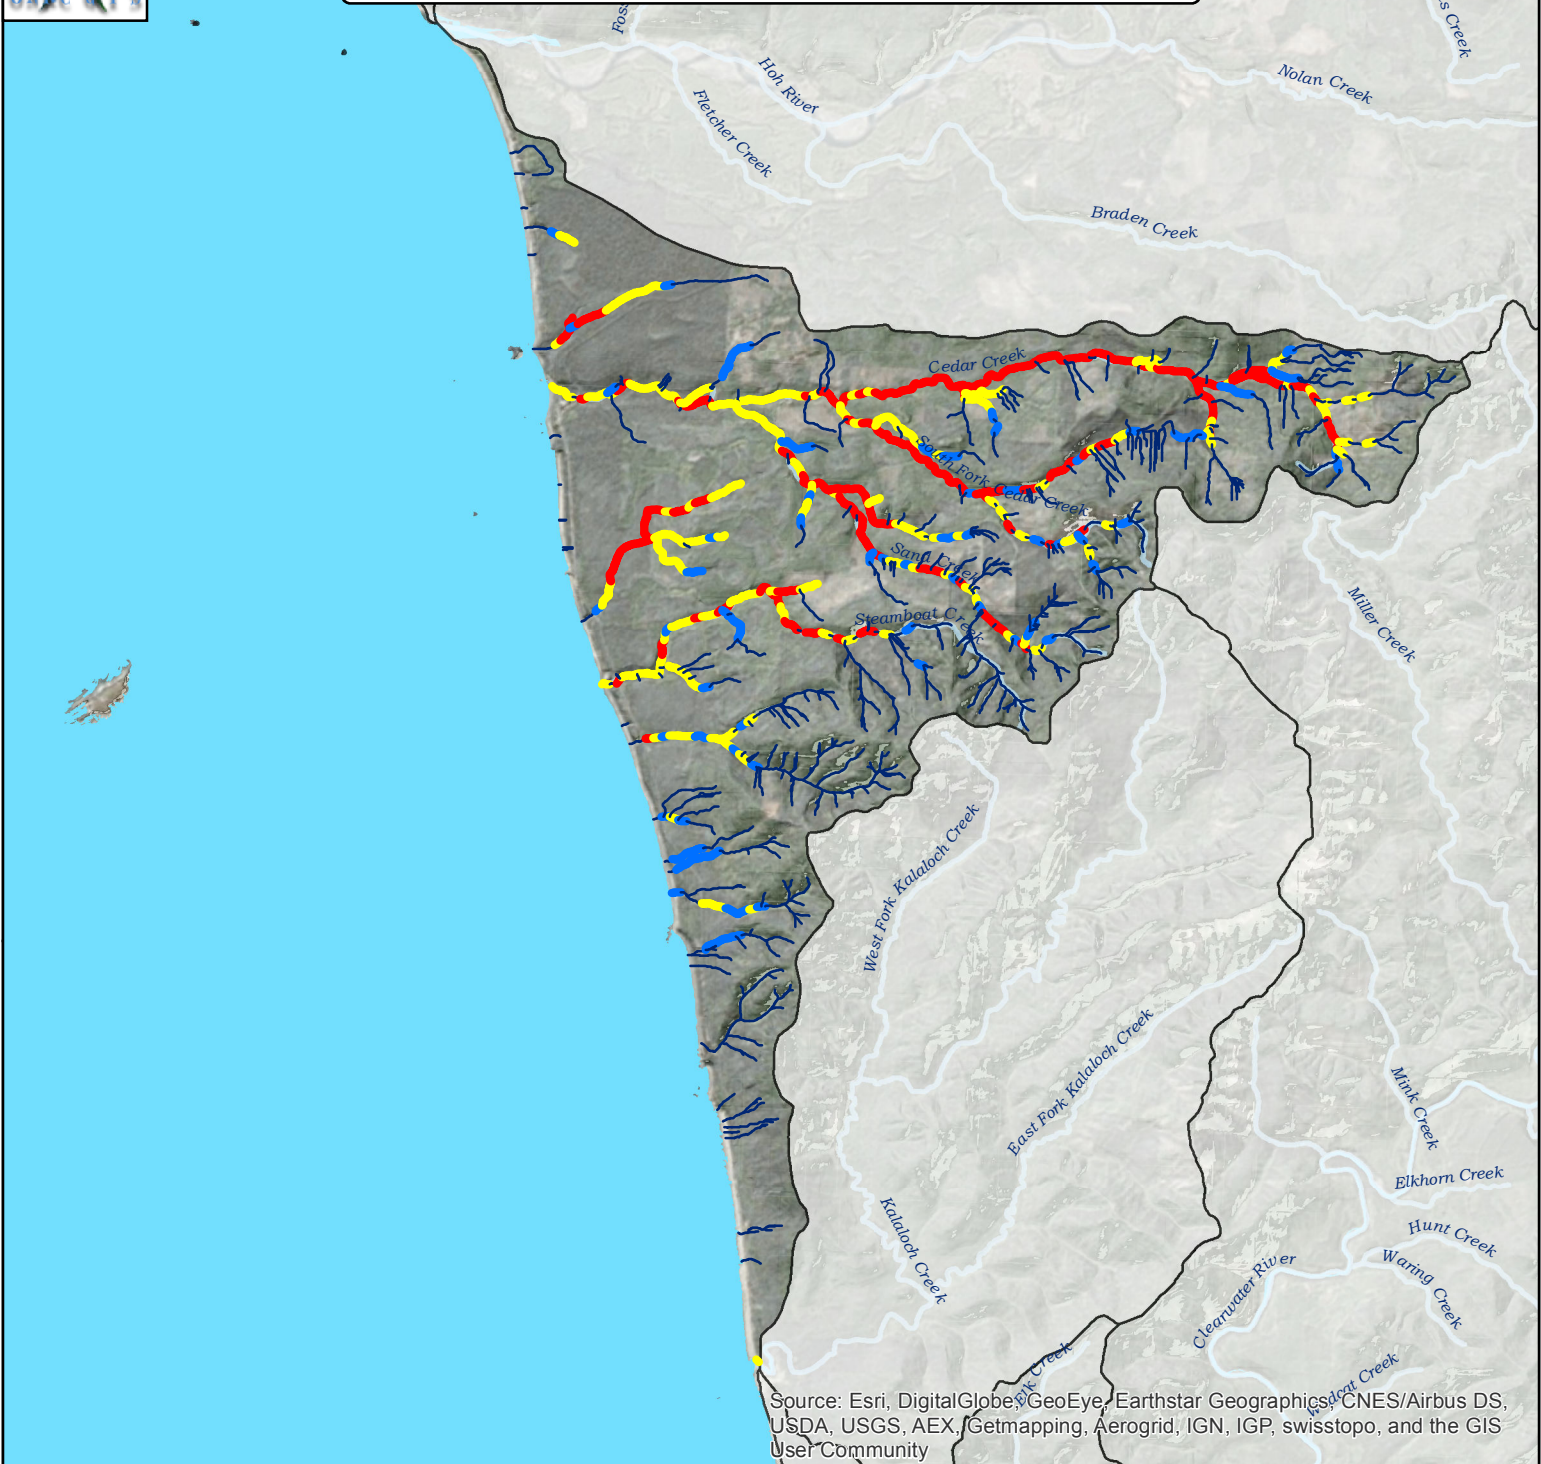 Hoh River
Nolan Creek
Fletcher Creek
Braden Creek
Cedar Creek
South Fork Cedar Creek
Sand Creek
Steamboat Creek
Miller Creek
West Fork Kalaloch Creek
East Fork Kalaloch Creek
Mink Creek
Elkhorn Creek
Kalaloch Creek
Hunt Creek
Waring Creek
Clearwater River
Elk Creek
Creek
Source: Esri, DigitalGlobe, GeoEye, Earthstar Geographics, CNES/Airbus DS,
USDA, USGS, AEX, Getmapping, Aerogrid, IGN, IGP, swisstopo, and the GIS
User Community